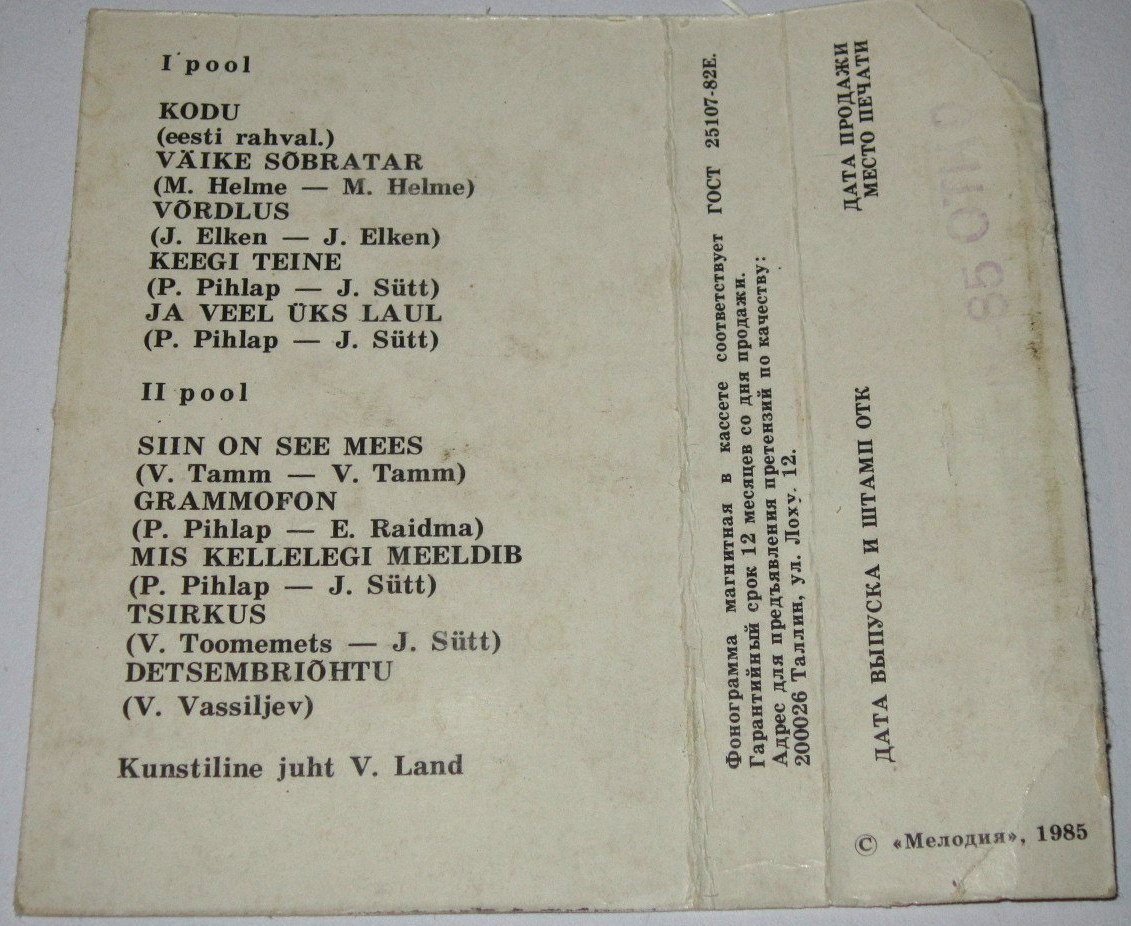 I pool
KODU
(eesti rahval.)
VÄIKE SÕBRATAR
(M. Helme — M. Helme)
VÕRDLUS
(J. Elken — J. Elken)
KEEGI TEINE
(P. Pihlap — J. Sütt)
JA VEEL ÜKS LAUL
(P. Pihlap — J. Sütt)
II pool
SIIN ON SEE MEES
(V. Tamm — V. Tamm)
GRAMMOFON
(P. Pihlap — E. Raidma)
MIS KELLELEGI MEELDIB
(P. Pihlap — J. Sütt)
TSIRKUS
(V. Toomemets — J. Sütt)
DETSEMBRIÕHTU
(V. Vassiljev)
Kunstiline juht V. Land
Фонограмма магнитная в кассете соответствует ГОСТ 25107-82Е.
Гарантийный срок 12 месяцев со дня продажи.
Адрес для предъявления претензий по качеству:
200026 Таллин, ул. Лоху. 12.
ДАТА ПРОДАЖИ
МЕСТО ПЕЧАТИ
ДАТА ВЫПУСКА И ШТАМП ОТК
-85
© «Мелодия», 1985